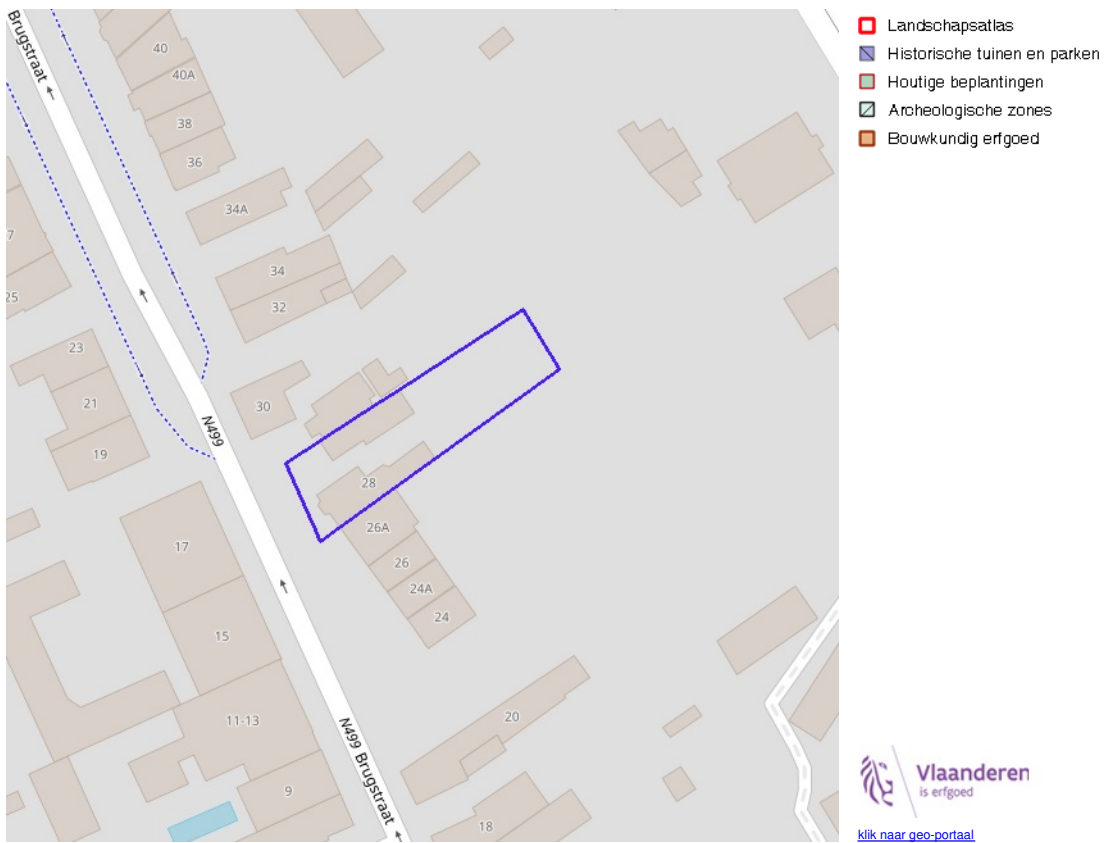 Brugstraat
40
40A
38
36
34A
34
32
7
25
23
21
19
30
N499
28
26A
26
24A
24
17
15
11-13
9
20
18
N499 Brugstraat
Landschapsatlas
Historische tuinen en parken
Houtige beplantingen
Archeologische zones
Bouwkundig erfgoed
Vlaanderen
is erfgoed
klik naar geo-portaal